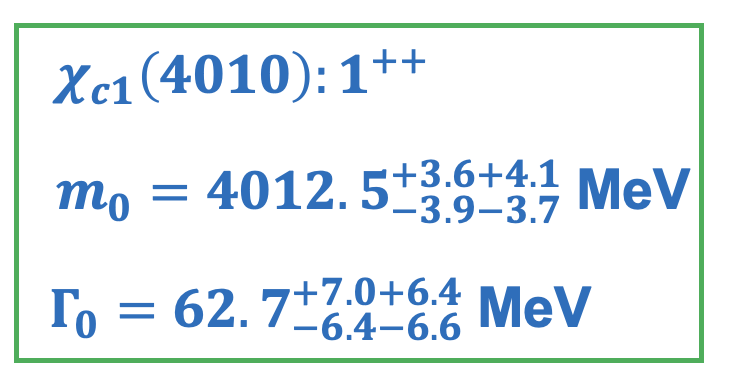 χc1(4010): 1++
m0 = 4012.5+3.6+4.1−3.9−3.7 MeV
Γ0 = 62.7+7.0+6.4−6.4−6.6 MeV